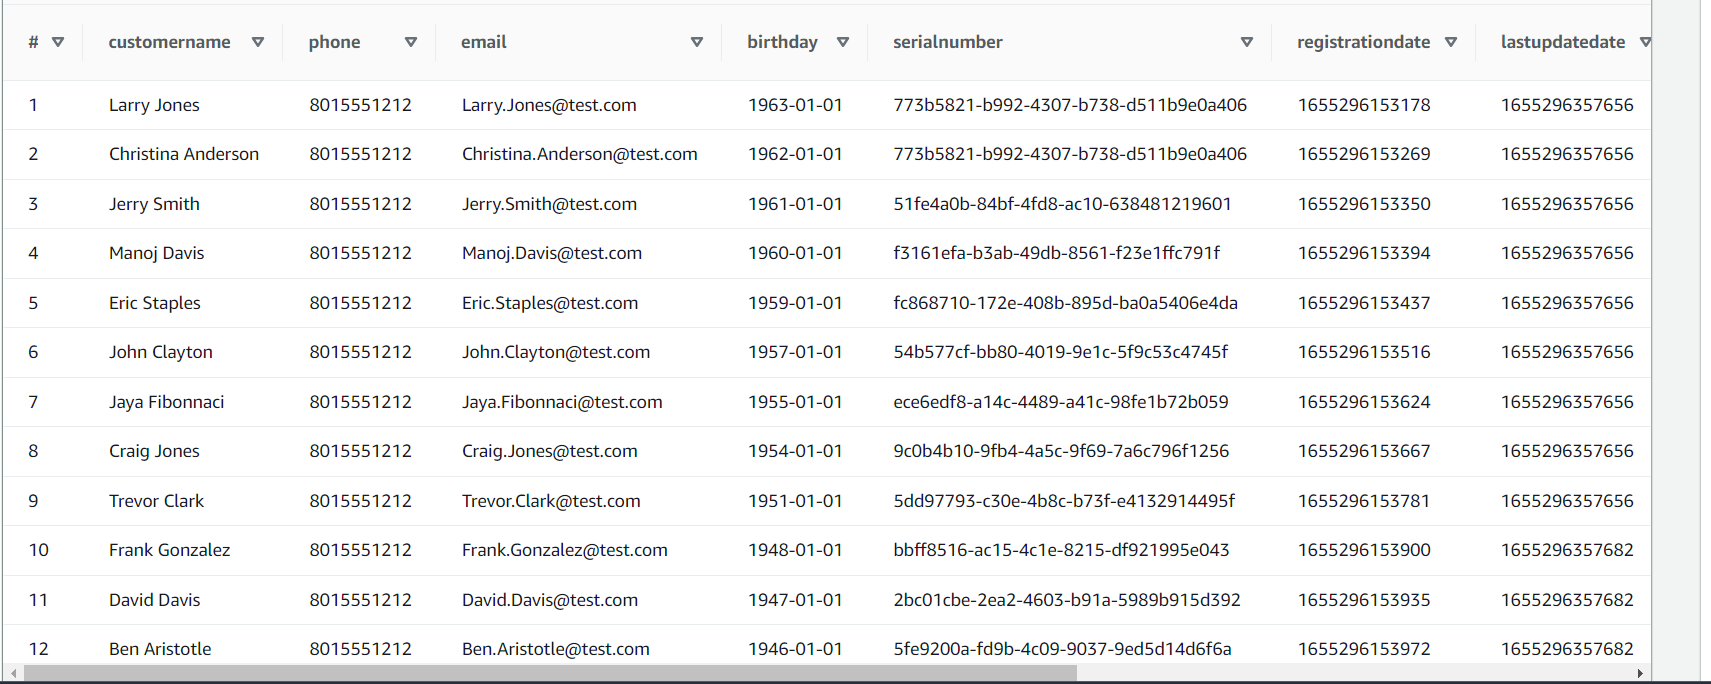 # customername phone email birthday serialnumber registrationdate lastupdatedate
1 Larry Jones 8015551212 Larry.Jones@test.com 1963-01-01 773b5821-b992-4307-b738-d511b9e0a406 1655296153178 1655296357656
2 Christina Anderson 8015551212 Christina.Anderson@test.com 1962-01-01 773b5821-b992-4307-b738-d511b9e0a406 1655296153269 1655296357656
3 Jerry Smith 8015551212 Jerry.Smith@test.com 1961-01-01 51fe4a0b-84bf-4fd8-ac10-638481219601 1655296153350 1655296357656
4 Manoj Davis 8015551212 Manoj.Davis@test.com 1960-01-01 f3161efa-b3ab-49db-8561-f23e1ffc791f 1655296153394 1655296357656
5 Eric Staples 8015551212 Eric.Staples@test.com 1959-01-01 fc868710-172e-408b-895d-ba0a5406e4da 1655296153437 1655296357656
6 John Clayton 8015551212 John.Clayton@test.com 1957-01-01 54b577cf-bb80-4019-9e1c-5f9c53c4745f 1655296153516 1655296357656
7 Jaya Fibonnaci 8015551212 Jaya.Fibonnaci@test.com 1955-01-01 ece6edf8-a14c-4489-a41c-98fe1b72b059 1655296153624 1655296357656
8 Craig Jones 8015551212 Craig.Jones@test.com 1954-01-01 9c0b4b10-9fb4-4a5c-9f69-7a6c796f1256 1655296153667 1655296357656
9 Trevor Clark 8015551212 Trevor.Clark@test.com 1951-01-01 5dd97793-c30e-4b8c-b73f-e4132914495f 1655296153781 1655296357656
10 Frank Gonzalez 8015551212 Frank.Gonzalez@test.com 1948-01-01 bbff8516-ac15-4c1e-8215-df921995e043 1655296153900 1655296357682
11 David Davis 8015551212 David.Davis@test.com 1947-01-01 2bc01cbe-2ea2-4603-b91a-5989b915d392 1655296153935 1655296357682
12 Ben Aristotle 8015551212 Ben.Aristotle@test.com 1946-01-01 5fe9200a-fd9b-4c09-9037-9ed5d14d6f6a 1655296153972 1655296357682